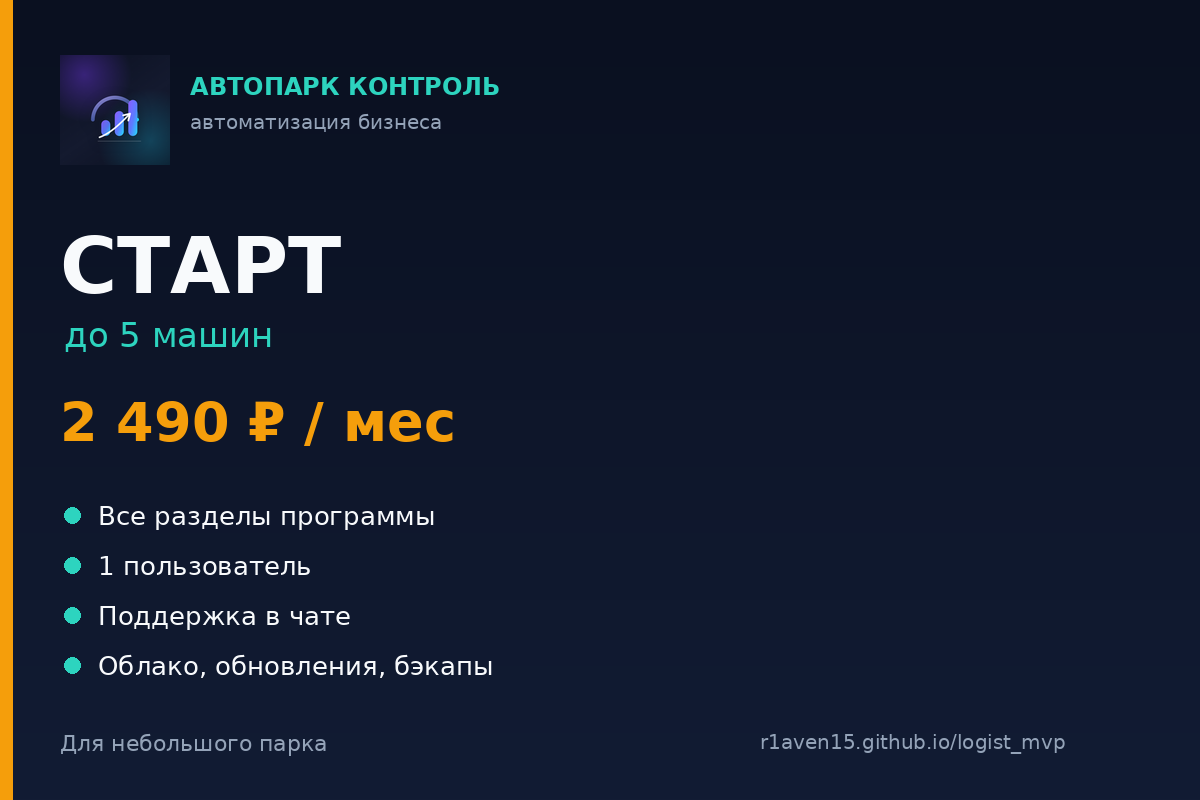 АВТОПАРК КОНТРОЛЬ
автоматизация бизнеса
СТАРТ
до 5 машин
2 490 ₽ / мес
Все разделы программы
1 пользователь
Поддержка в чате
Облако, обновления, бэкапы
Для небольшого парка
r1aven15.github.io/logist_mvp